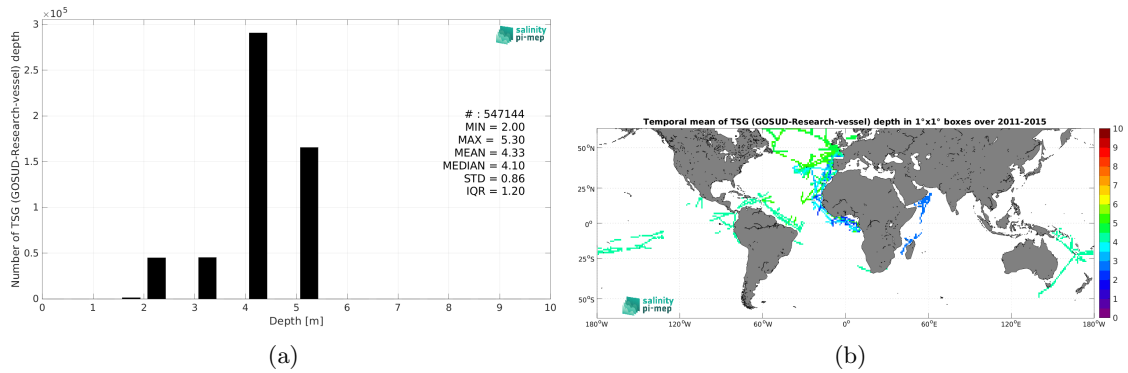 ×10^5
3
2.5
2
1.5
1
0.5
0
Number of TSG (GOSUD-Research-vessel) depth
0 1 2 3 4 5 6 7 8 9 10
Depth [m]
salinity
pi-mep
# : 547144
MIN = 2.00
MAX = 5.30
MEAN = 4.33
MEDIAN = 4.10
STD = 0.86
IQR = 1.20
(a)
Temporal mean of TSG (GOSUD-Research-vessel) depth in 1°x1° boxes over 2011-2015
50°N
25°N
0°
25°S
50°S
180°W 120°W 60°W 0° 60°E 120°E 180°W
salinity
pi-mep
10
9
8
7
6
5
4
3
2
1
0
(b)